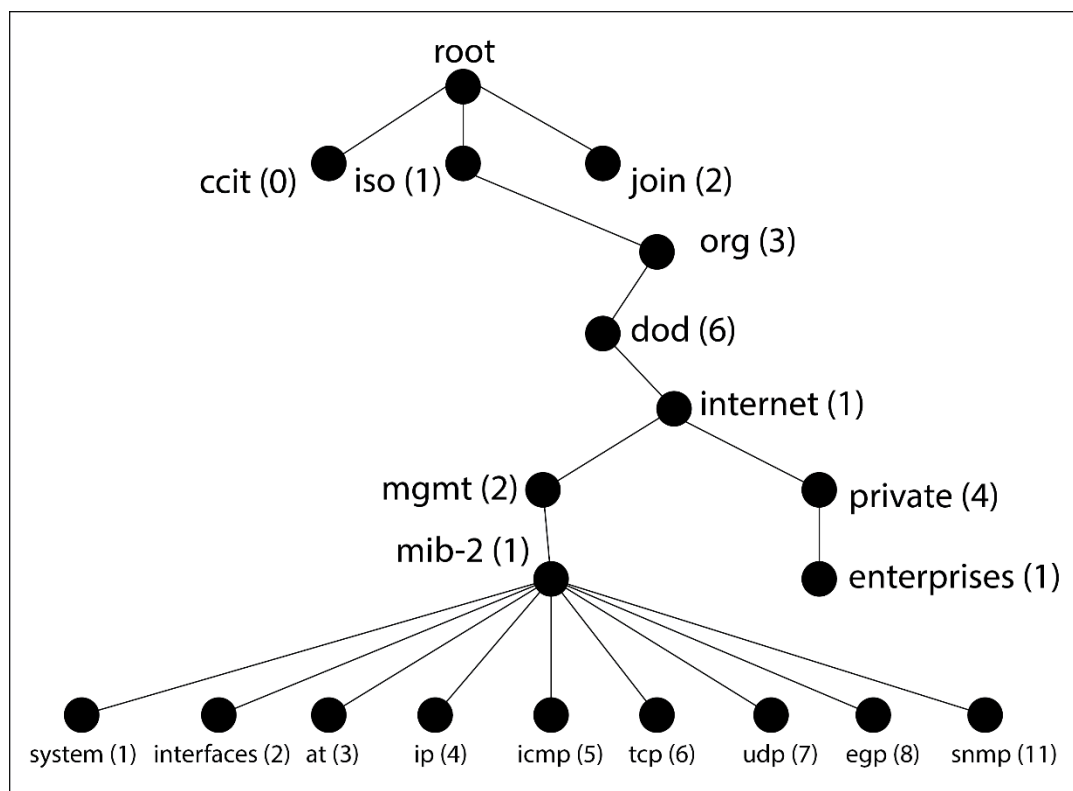 root
ccit (0)
iso (1)
join (2)
org (3)
dod (6)
internet (1)
mgmt (2)
private (4)
mib-2 (1)
enterprises (1)
system (1)
interfaces (2)
at (3)
ip (4)
icmp (5)
tcp (6)
udp (7)
egp (8)
snmp (11)